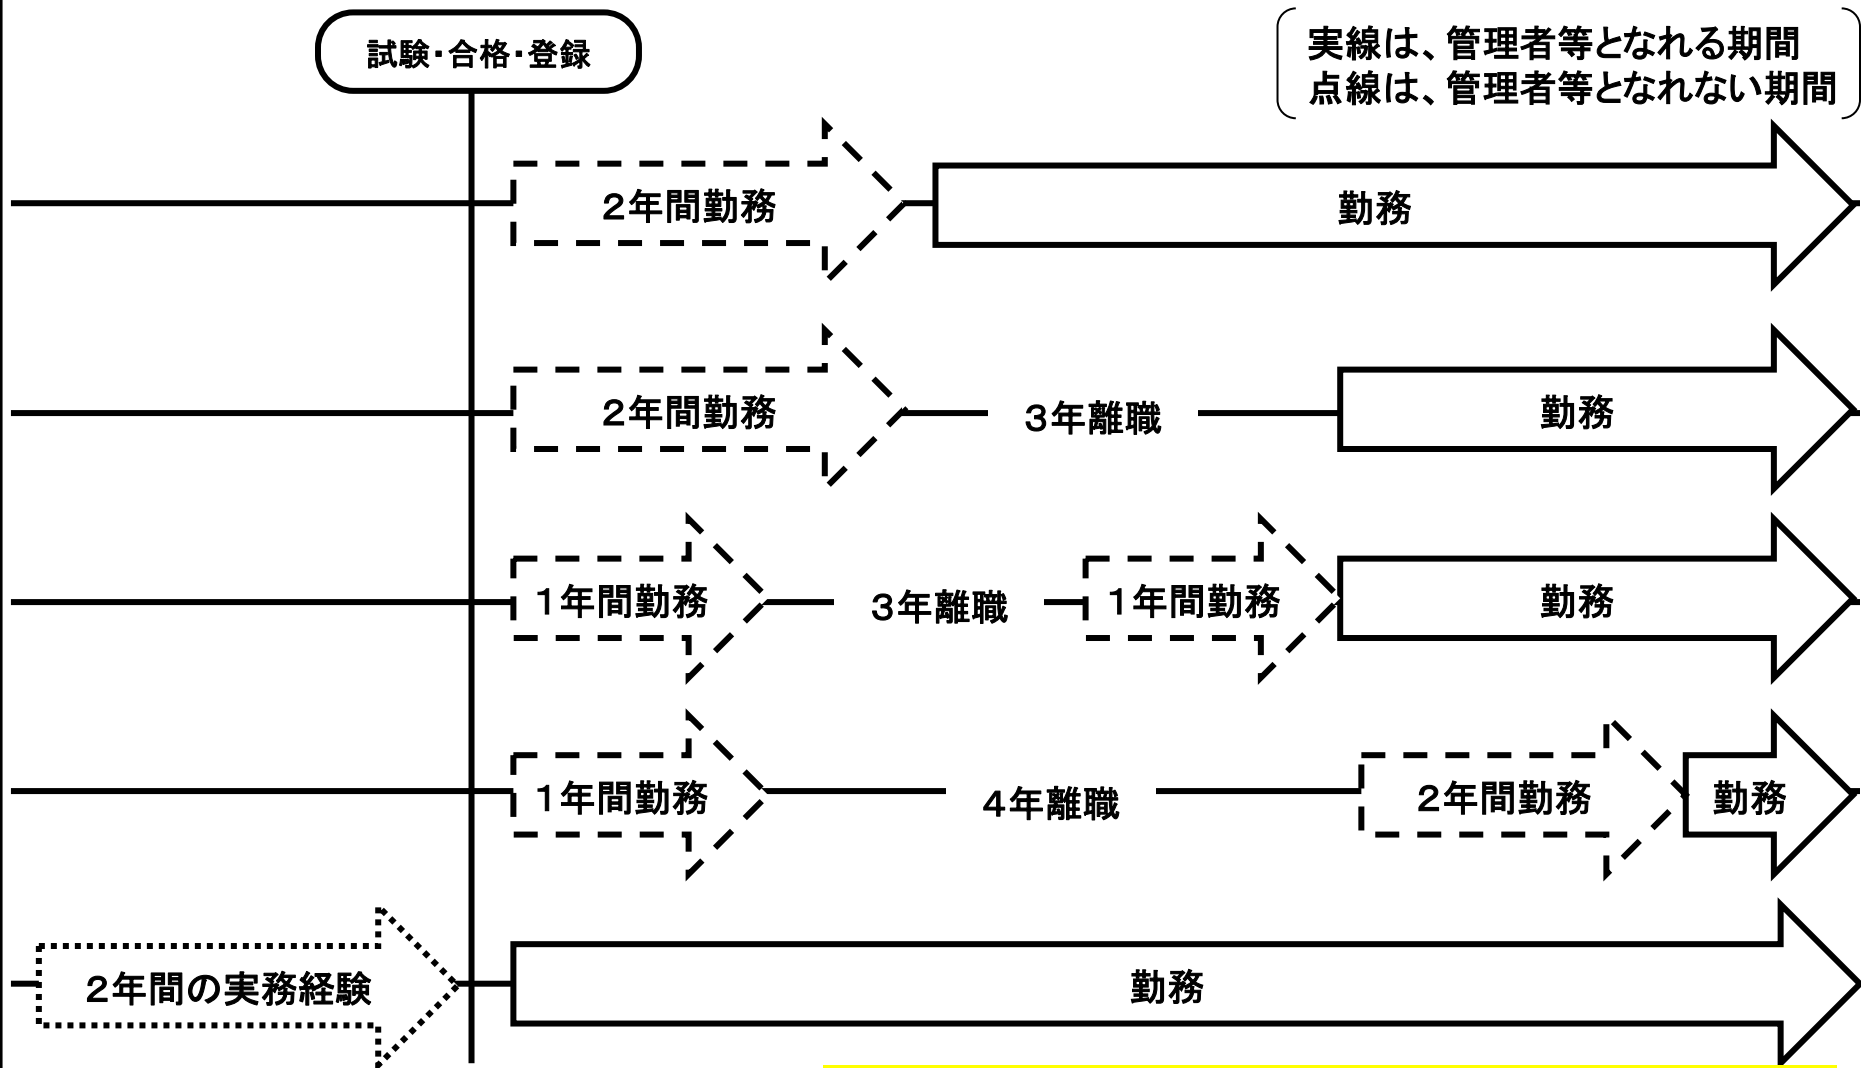 試験・合格・登録
実線は、管理者等となれる期間
点線は、管理者等となれない期間
２年間勤務
勤務
２年間勤務
３年離職
勤務
１年間勤務
３年離職
１年間勤務
勤務
１年間勤務
４年離職
２年間勤務
勤務
２年間の実務経験
勤務